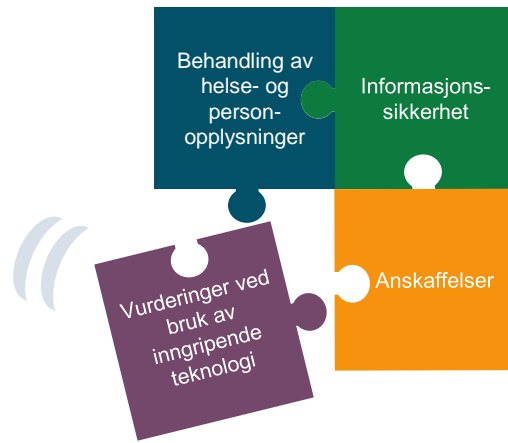 Behandling av
helse- og
person-
opplysninger
Informasjons-
sikkerhet
Anskaffelser
Vurderinger ved
bruk av
inngripende
teknologi